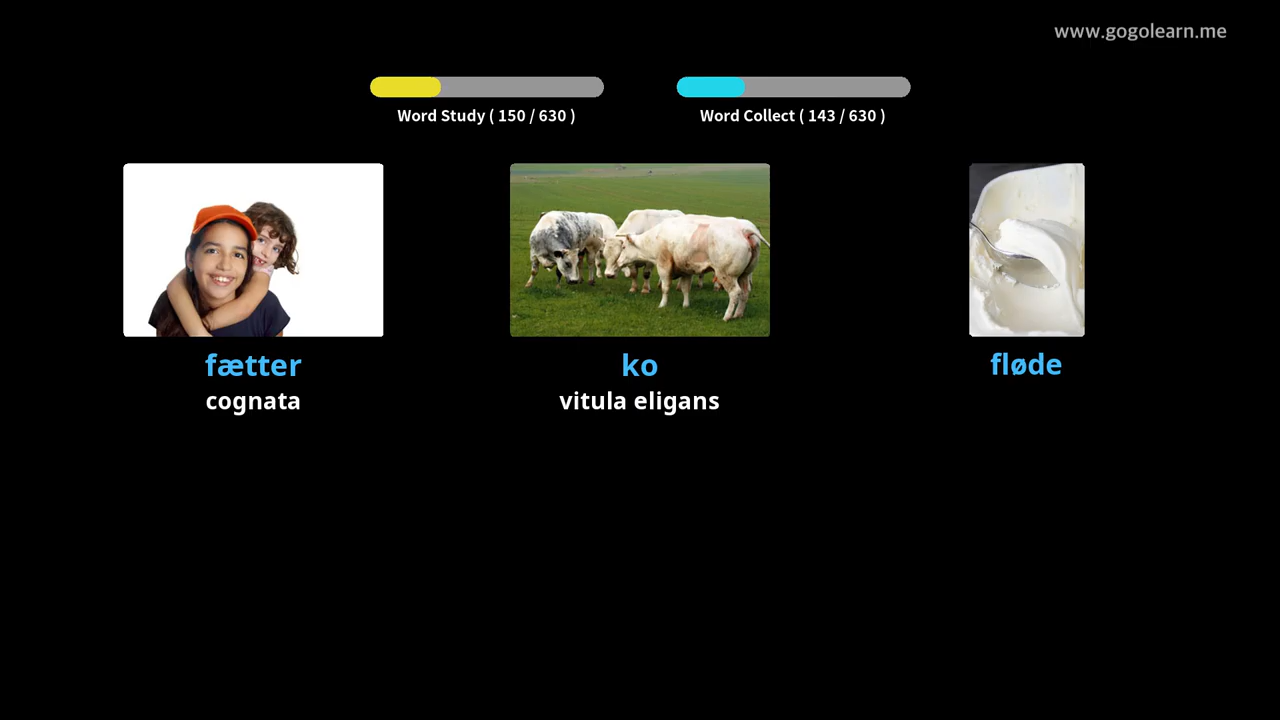 www.gogolearn.me
Word Study ( 150 / 630 )
Word Collect ( 143 / 630 )
fætter
ko
fløde
cognata
vitula eligans